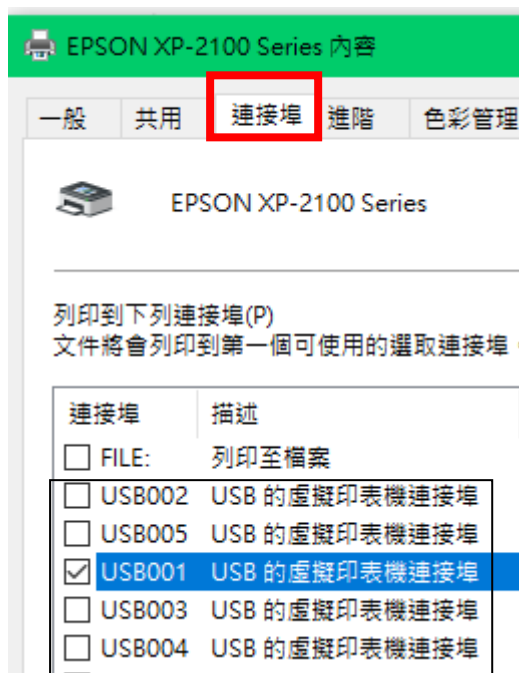 EPSON XP-2100 Series 內容
一般 共用 連接埠 進階 色彩管理
EPSON XP-2100 Series
列印到下列連接埠(P)
文件將會列印到第一個可使用的選取連接埠
連接埠 描述
FILE: 列印至檔案
USB002 USB 的虛擬印表機連接埠
USB005 USB 的虛擬印表機連接埠
USB001 USB 的虛擬印表機連接埠
USB003 USB 的虛擬印表機連接埠
USB004 USB 的虛擬印表機連接埠